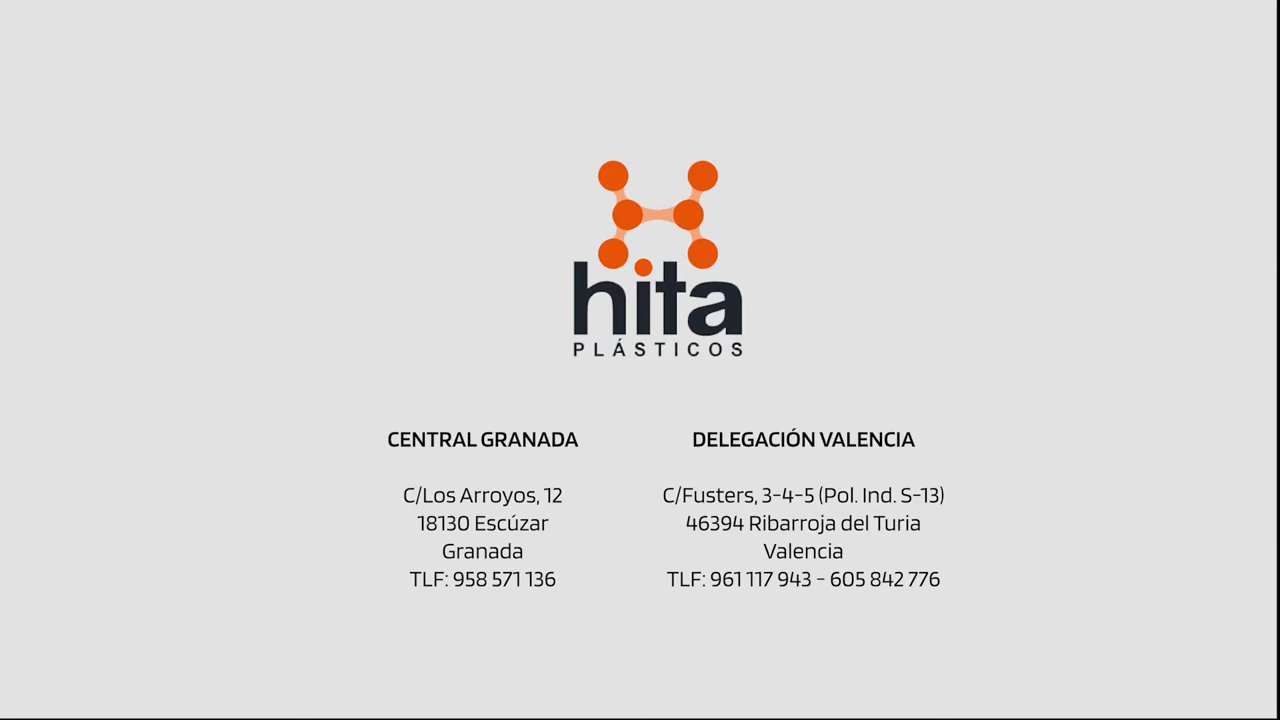 hita
PLÁSTICOS
CENTRAL GRANADA
C/Los Arroyos, 12
18130 Escúzar
Granada
TLF: 958 571 136
DELEGACIÓN VALENCIA
C/Fusters, 3-4-5 (Pol. Ind. S-13)
46394 Ribarroja del Turia
Valencia
TLF: 961 117 943 - 605 842 776